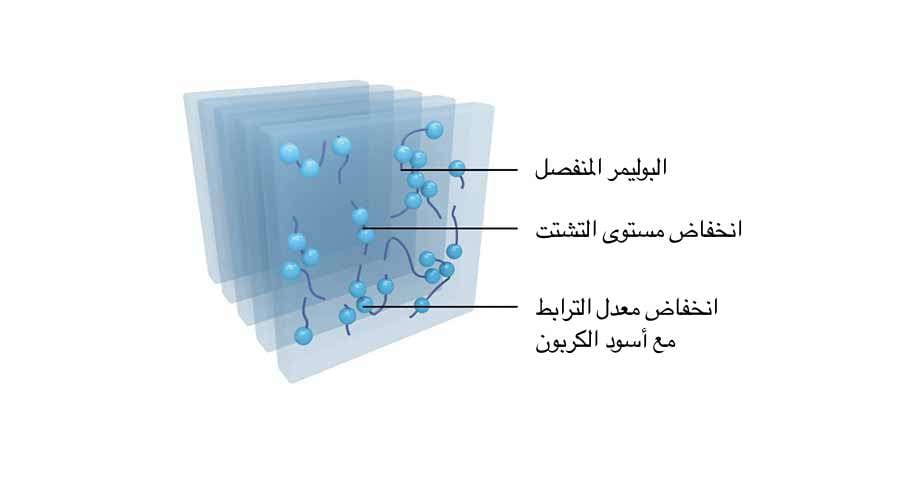 البوليمر المنفصل
انخفاض مستوى التشتت
انخفاض معدل الترابط
مع أسود الكربون